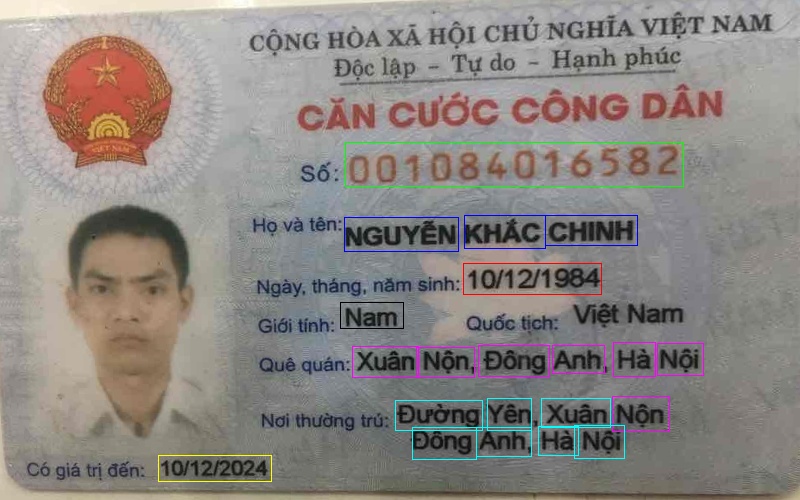 CỘNG HÒA XÃ HỘI CHỦ NGHĨA VIỆT NAM
Độc lập - Tự do - Hạnh phúc
VIỆT NAM
CĂN CƯỚC CÔNG DÂN
Số: 001084016582
Họ và tên: NGUYỄN KHẮC CHINH
Ngày, tháng, năm sinh: 10/12/1984
Giới tính: Nam Quốc tịch: Việt Nam
Quê quán: Xuân Nộn, Đông Anh, Hà Nội
Nơi thường trú: Đường Yên, Xuân Nộn
Đông Anh, Hà Nội
Có giá trị đến: 10/12/2024